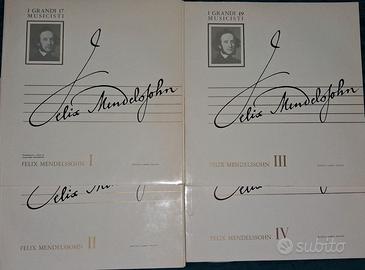 I GRANDI 17
MUSICISTI
Felix Mendelssohn
FELIX MENDELSSOHN I
I GRANDI 19
MUSICISTI
Felix Mendelssohn
FELIX MENDELSSOHN III
FELIX MENDELSSOHN II
FELIX MENDELSSOHN IV
subito